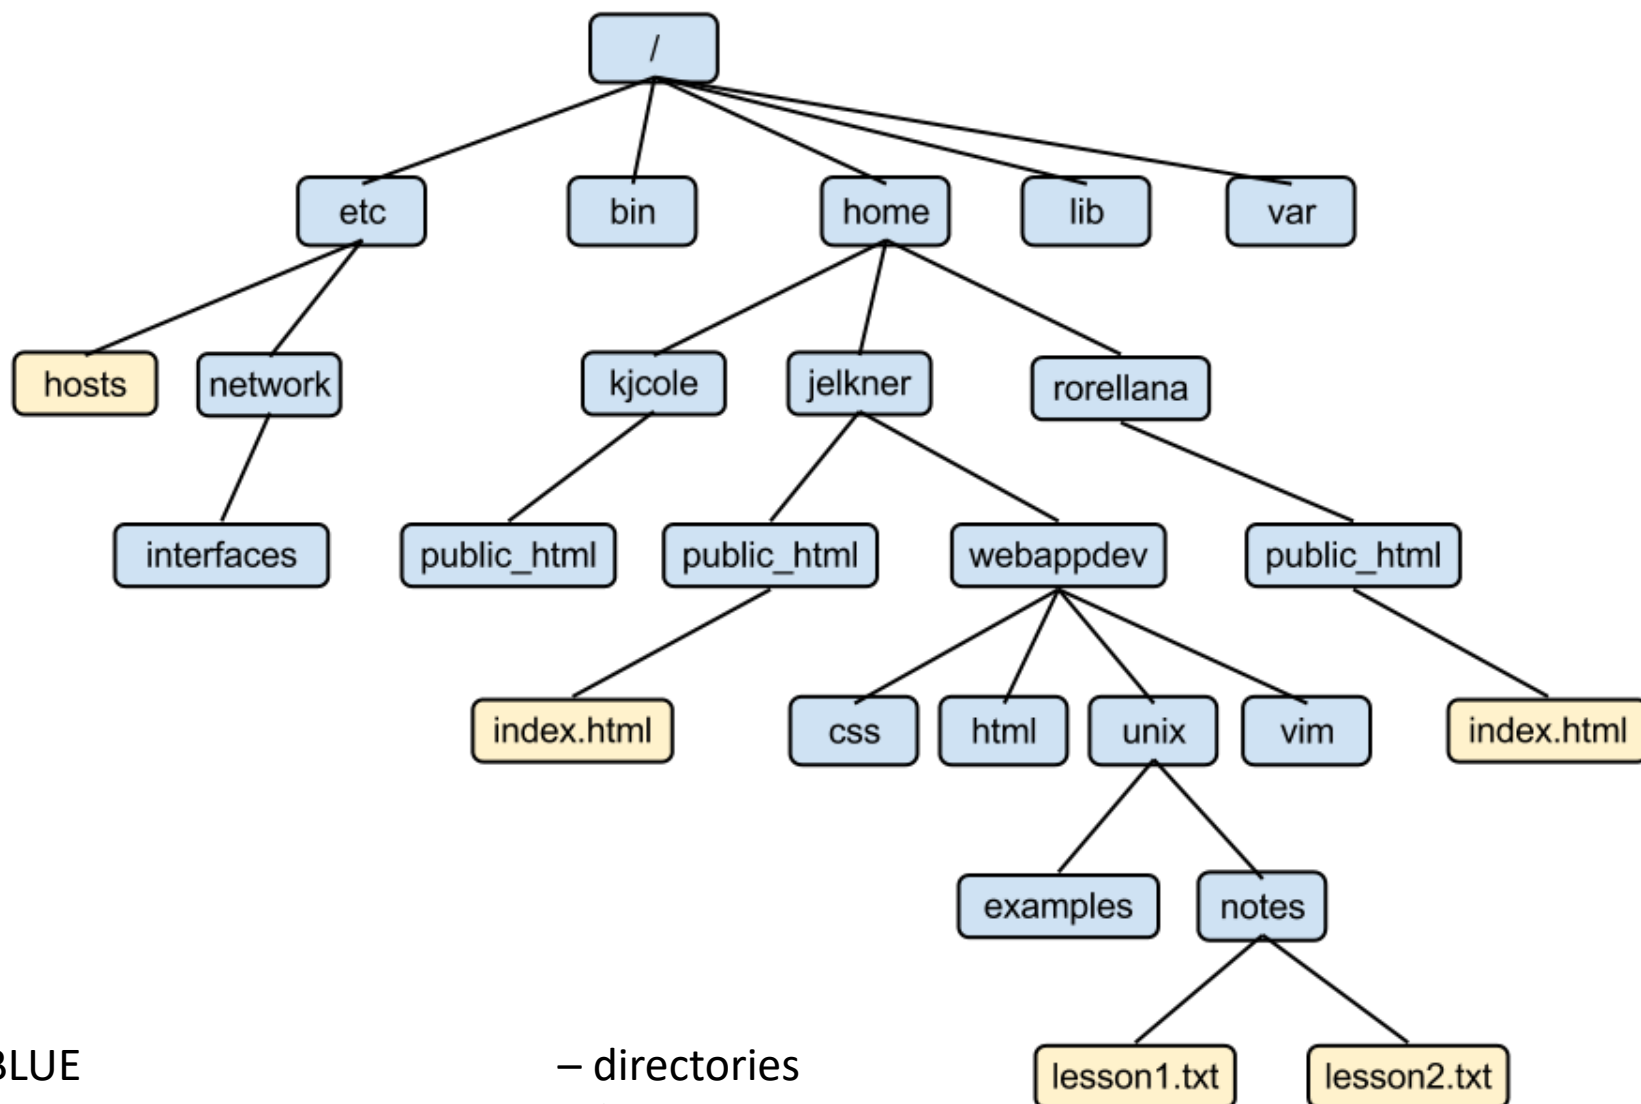 /
etc bin home lib var
hosts network kjcole jelkner rorellana
interfaces public_html public_html webappdev public_html
index.html css html unix vim index.html
examples notes
lesson1.txt lesson2.txt
BLUE – directories